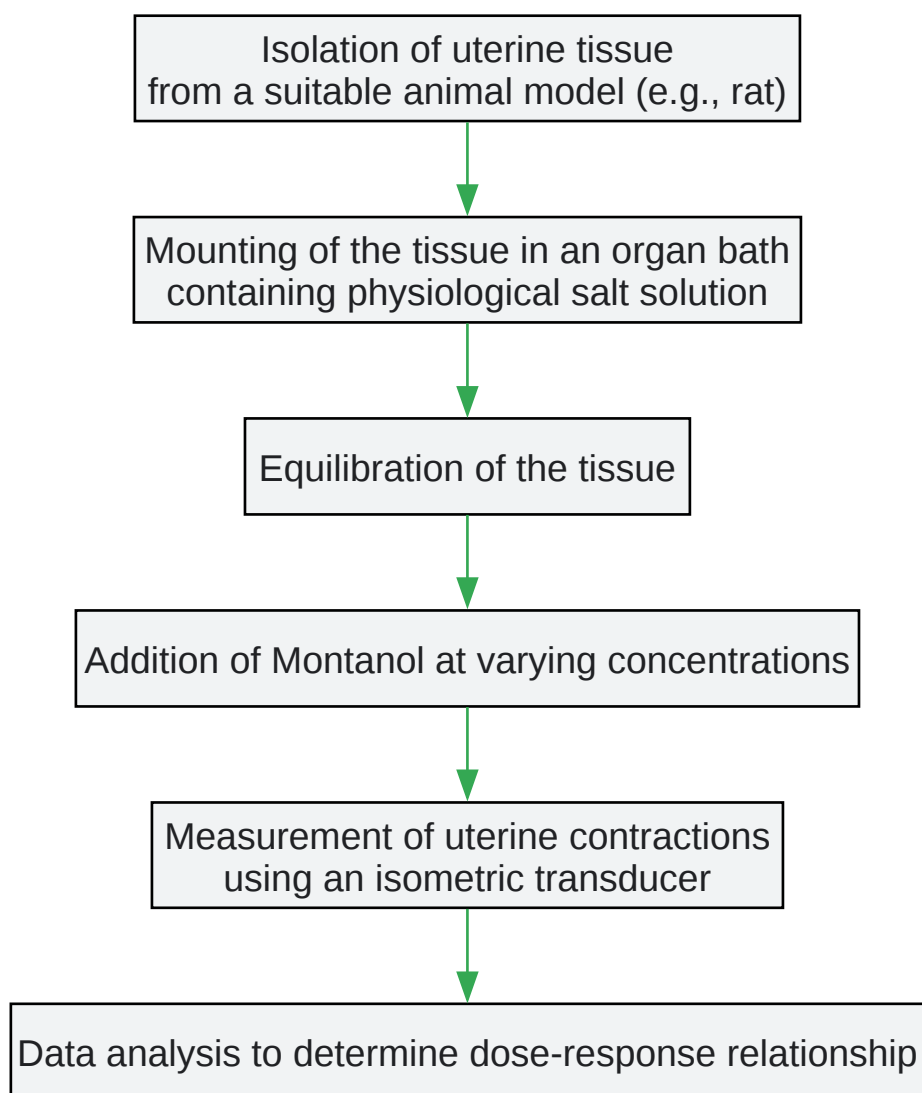 Isolation of uterine tissue
from a suitable animal model (e.g., rat)
Mounting of the tissue in an organ bath
containing physiological salt solution
Equilibration of the tissue
Addition of Montanol at varying concentrations
Measurement of uterine contractions
using an isometric transducer
Data analysis to determine dose-response relationship